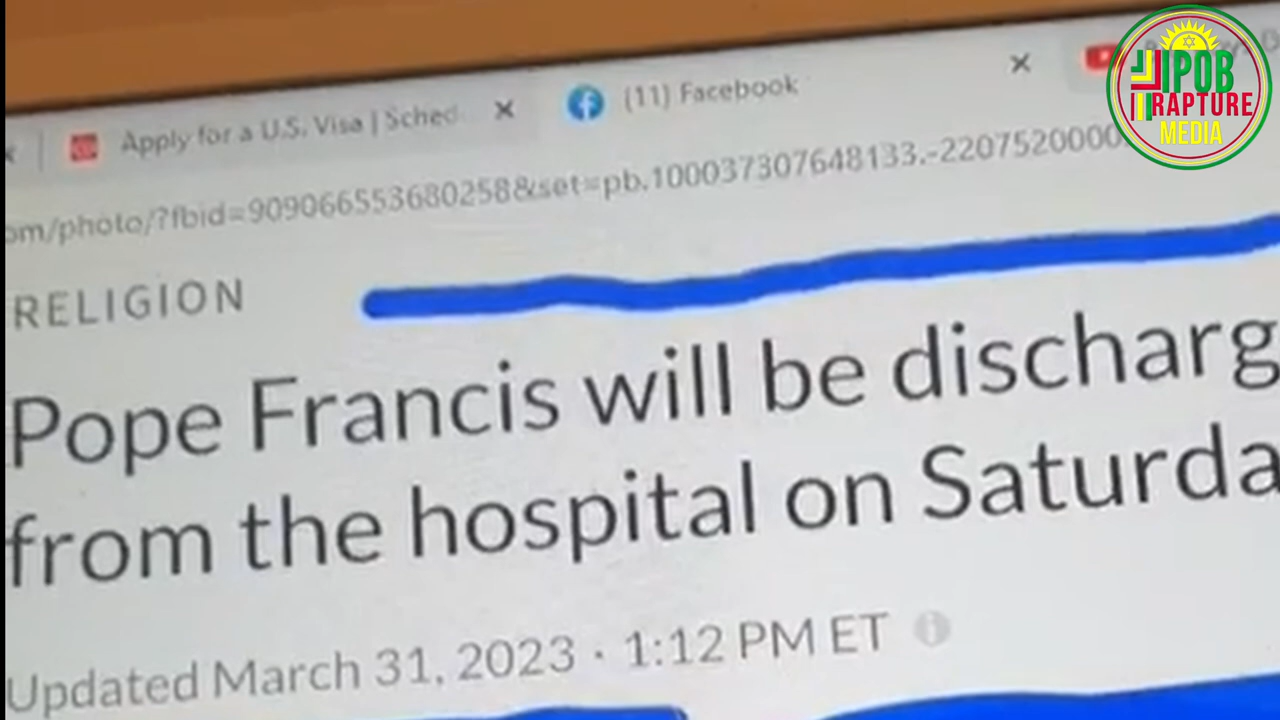 IPOB
RAPTURE
MEDIA
Apply for a U.S. Visa | Sched
(11) Facebook
om/photo/?fbid=909066553680258&set=pb.100037307648133.-2207520000
RELIGION
Pope Francis will be discharg
from the hospital on Saturda
Updated March 31, 2023 · 1:12 PM ET